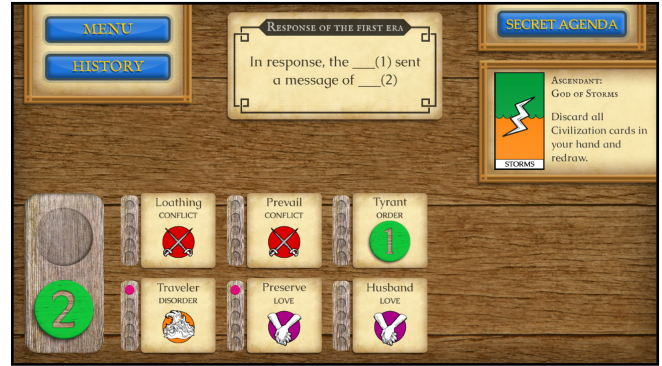 MENU
HISTORY
RESPONSE OF THE FIRST ERA
In response, the ___(1) sent
a message of ___(2)
SECRET AGENDA
ASCENDANT:
GOD OF STORMS
Discard all
Civilization cards in
your hand and
redraw.
STORMS
Loathing
CONFLICT
Prevail
CONFLICT
Tyrant
ORDER
1
2
Traveler
DISORDER
Preserve
LOVE
Husband
LOVE